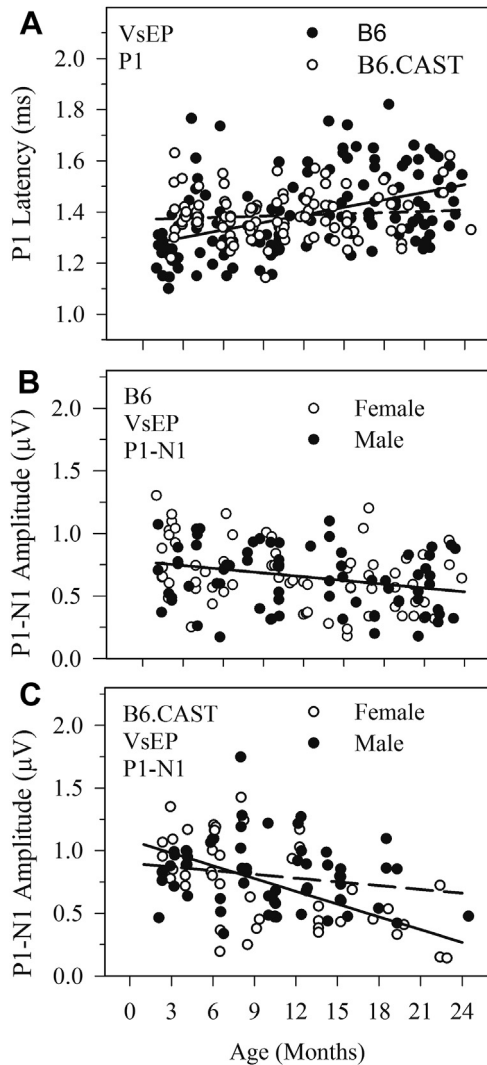 A
VsEP
P1
B6
B6.CAST
2.0
1.8
1.6
1.4
1.2
1.0
P1 Latency (ms)
B
B6
VsEP
P1-N1
Female
Male
2.0
1.5
1.0
0.5
0.0
P1-N1 Amplitude (µV)
C
B6.CAST
VsEP
P1-N1
Female
Male
2.0
1.5
1.0
0.5
0.0
P1-N1 Amplitude (µV)
0 3 6 9 12 15 18 21 24
Age (Months)